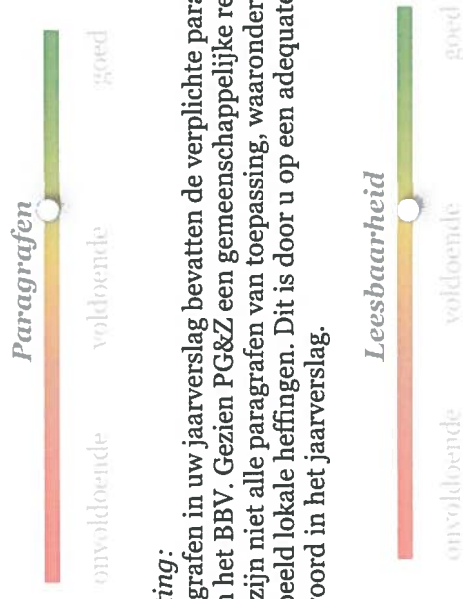 Paragrafen
onvoldoende voldoende goed
ing:
grafen in uw jaarverslag bevatten de verplichte para
n het BBV. Gezien PG&Z een gemeenschappelijke re
zijn niet alle paragrafen van toepassing, waaronder
beeld lokale heffingen. Dit is door u op een adequate
oord in het jaarverslag.
Leesbaarheid
onvoldoende voldoende goed